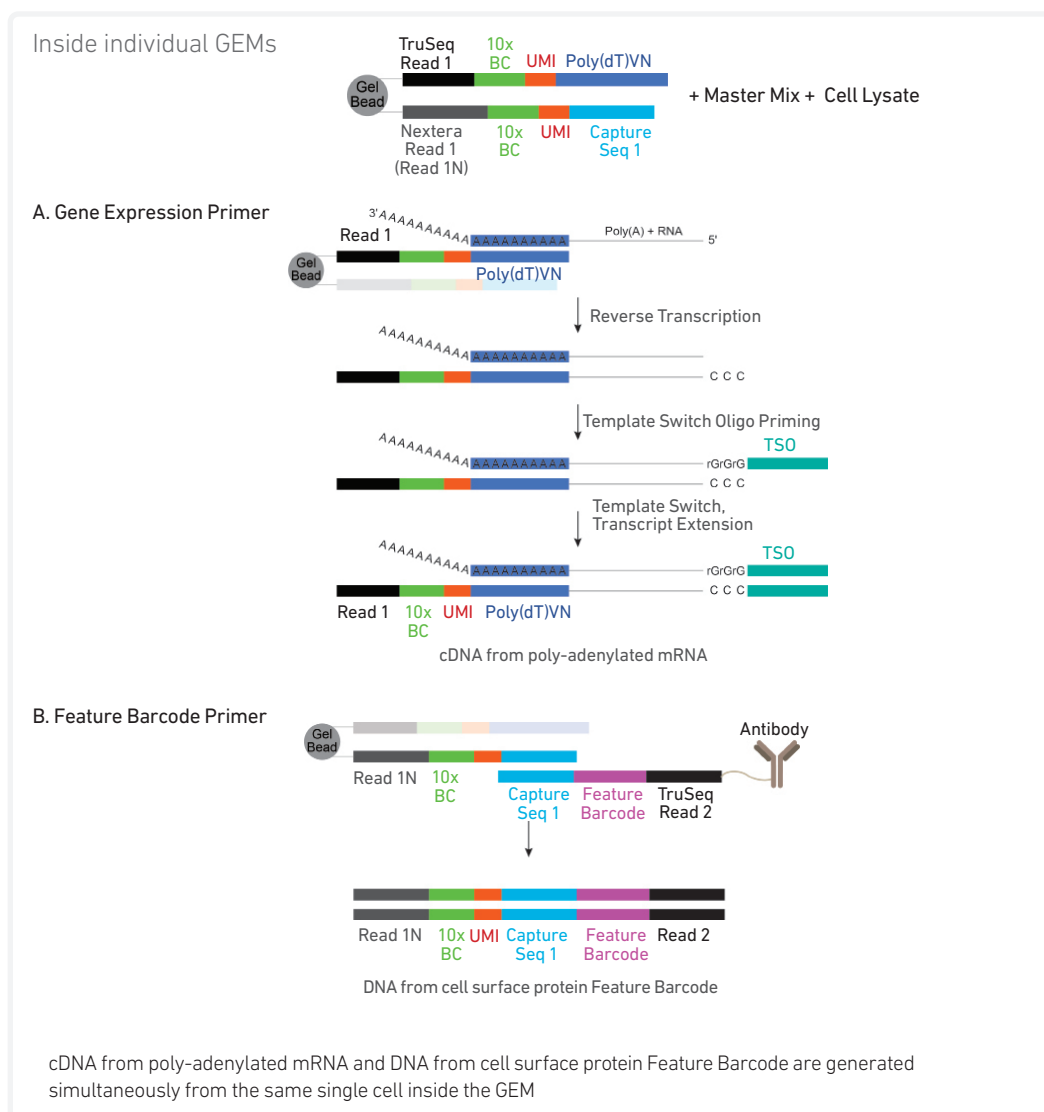 Inside individual GEMs
TruSeq
Read 1
10x
BC
UMI
Poly(dT)VN
Gel
Bead
+ Master Mix + Cell Lysate
Nextera
Read 1
(Read 1N)
10x
BC
UMI
Capture
Seq 1
A. Gene Expression Primer
3'AAAAAAAAAA
AAAAAAAAAA
Poly(A) + RNA
5'
Read 1
Gel
Bead
Poly(dT)VN
Reverse Transcription
AAAAAAAAAA
AAAAAAAAAA
C C C
Template Switch Oligo Priming
TSO
AAAAAAAAAA
AAAAAAAAAA
rGrGrG
C C C
Template Switch,
Transcript Extension
TSO
AAAAAAAAAA
AAAAAAAAAA
rGrGrG
C C C
Read 1
10x
BC
UMI
Poly(dT)VN
cDNA from poly-adenylated mRNA
B. Feature Barcode Primer
Gel
Bead
Antibody
Read 1N
10x
BC
Capture
Seq 1
Feature
Barcode
TruSeq
Read 2
Read 1N
10x
BC
UMI
Capture
Seq 1
Feature
Barcode
Read 2
DNA from cell surface protein Feature Barcode
cDNA from poly-adenylated mRNA and DNA from cell surface protein Feature Barcode are generated
simultaneously from the same single cell inside the GEM